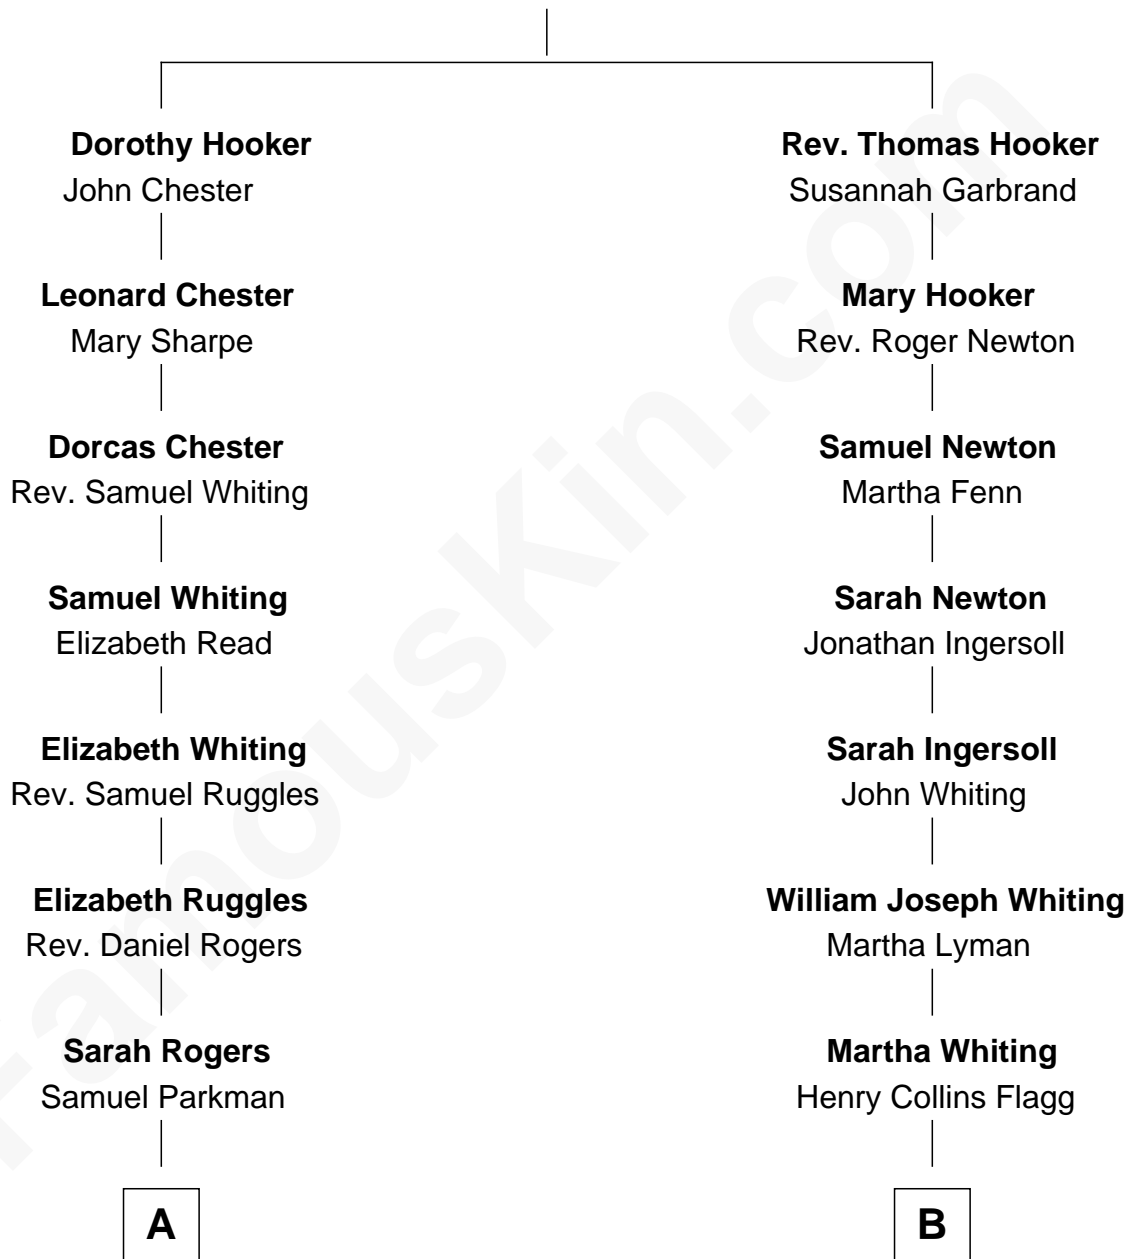 Dorothy Hooker
John Chester
Leonard Chester
Mary Sharpe
Dorcas Chester
Rev. Samuel Whiting
Samuel Whiting
Elizabeth Read
Elizabeth Whiting
Rev. Samuel Ruggles
Elizabeth Ruggles
Rev. Daniel Rogers
Sarah Rogers
Samuel Parkman
A
Rev. Thomas Hooker
Susannah Garbrand
Mary Hooker
Rev. Roger Newton
Samuel Newton
Martha Fenn
Sarah Newton
Jonathan Ingersoll
Sarah Ingersoll
John Whiting
William Joseph Whiting
Martha Lyman
Martha Whiting
Henry Collins Flagg
B
FamousKin.com